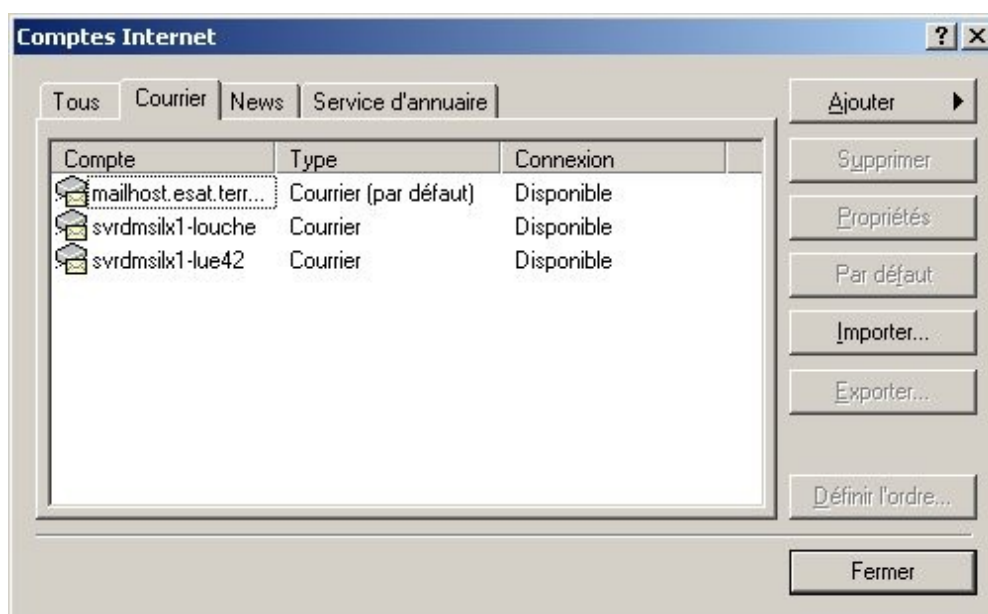 Comptes Internet
Tous Courrier News Service d'annuaire
Ajouter
Compte Type Connexion
Supprimer
mailhost.esat.terr... Courrier (par défaut) Disponible
Propriétés
svrdmsilx1-louche Courrier Disponible
svrdmsilx1-lue42 Courrier Disponible
Par défaut
Importer...
Exporter...
Définir l'ordre...
Fermer